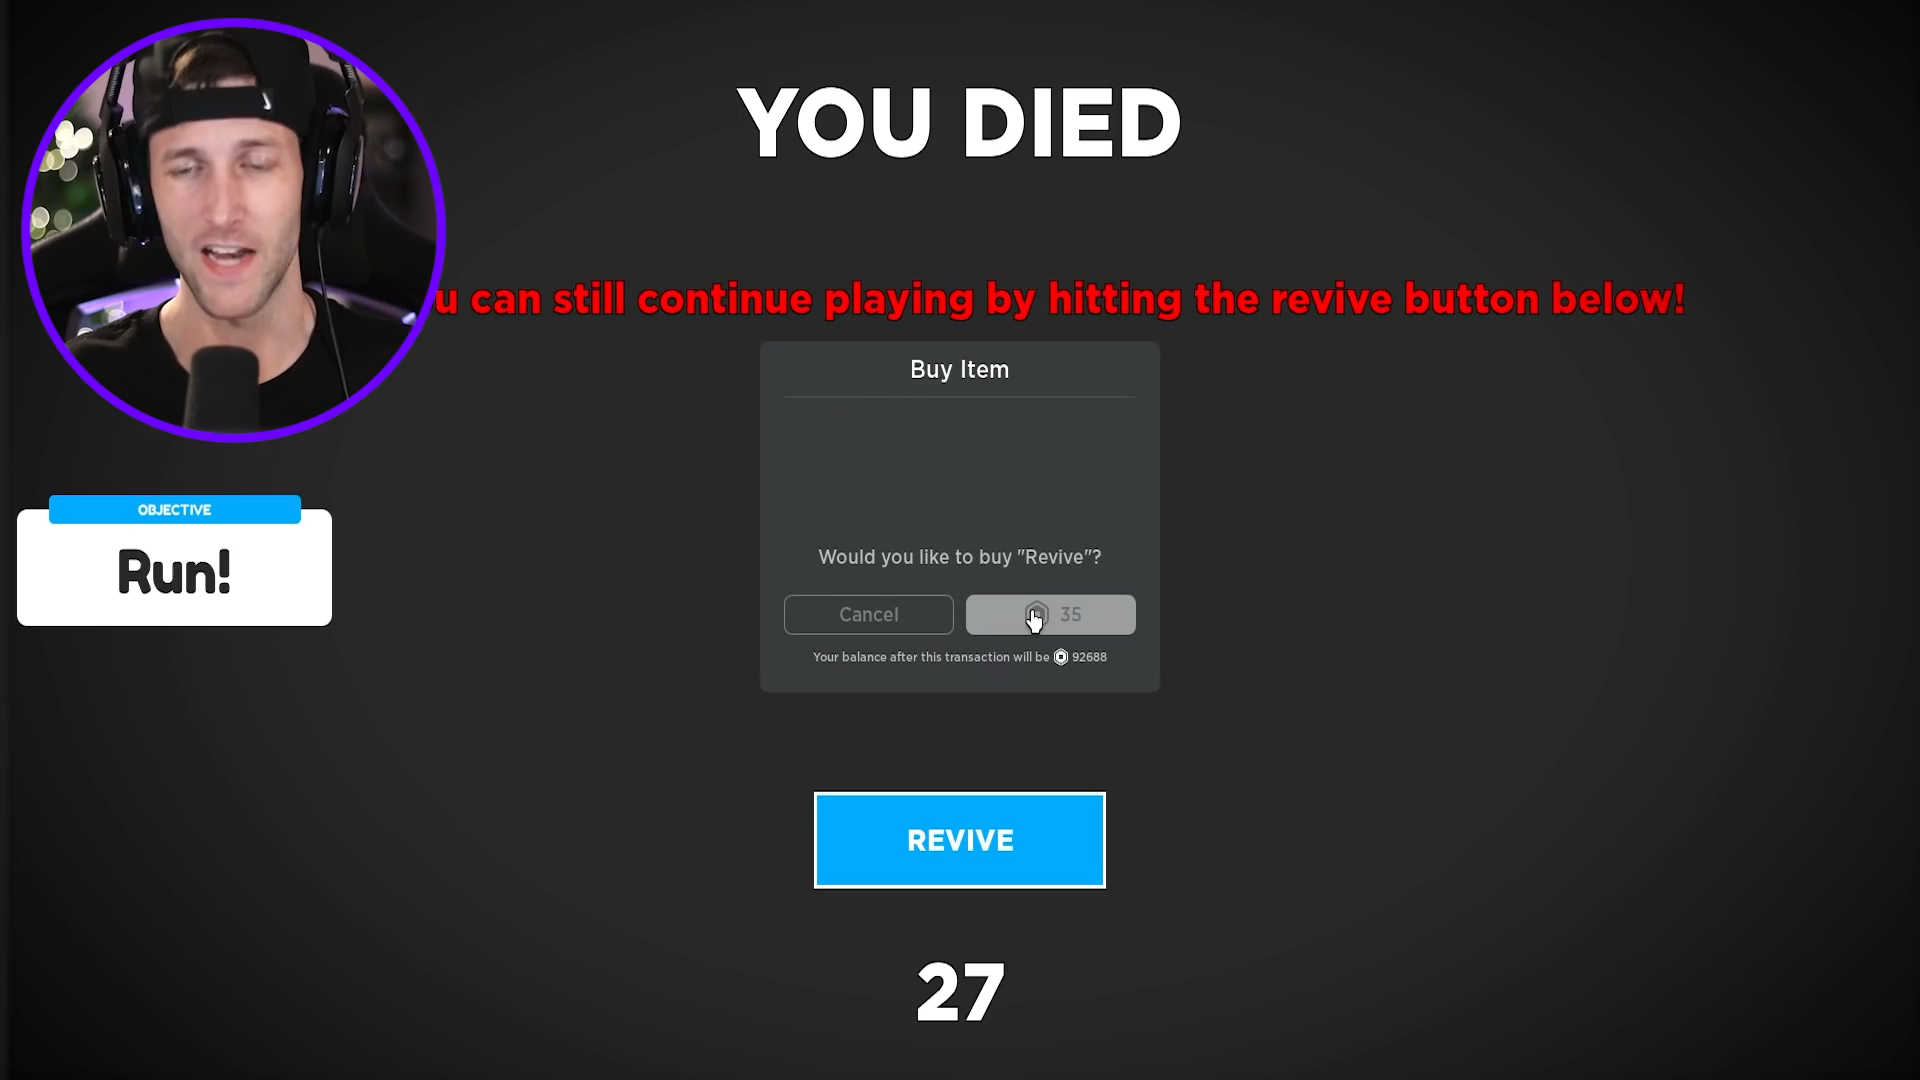 YOU DIED
u can still continue playing by hitting the revive button below!
Buy Item
OBJECTIVE
Run!
Would you like to buy "Revive"?
Cancel
35
Your balance after this transaction will be 92688
REVIVE
27